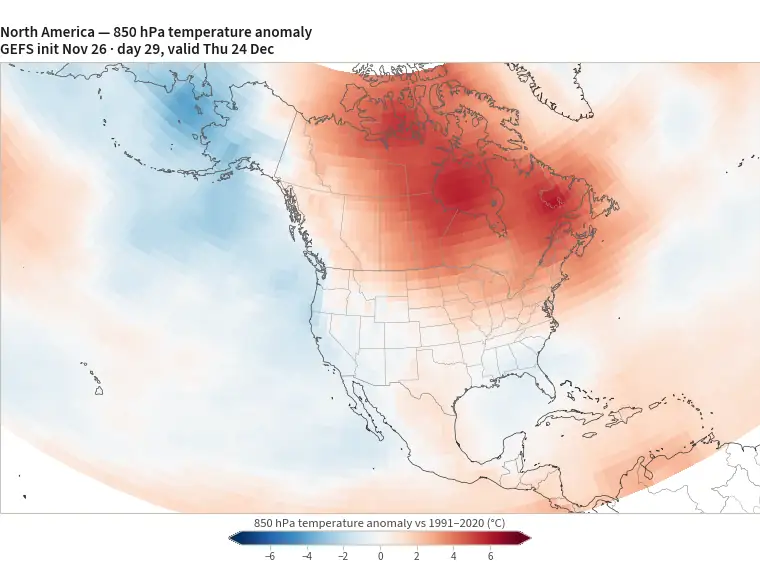 North America — 850 hPa temperature anomaly
GEFS init Nov 26 · day 29, valid Thu 24 Dec
850 hPa temperature anomaly vs 1991–2020 (°C)
−6 −4 −2 0 2 4 6